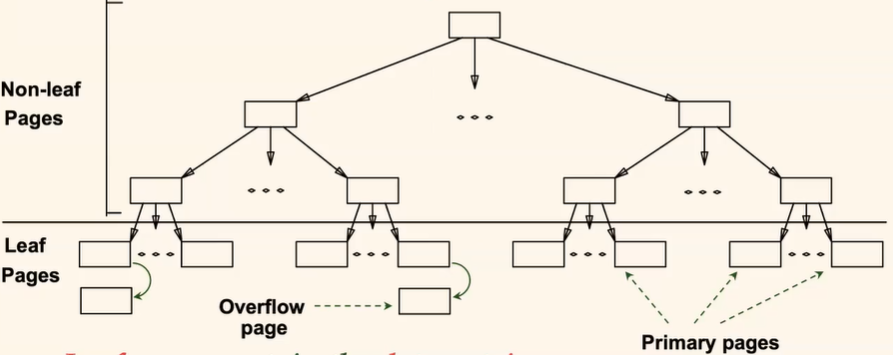 Non-leaf
Pages
Leaf
Pages
Overflow
page
Primary pages